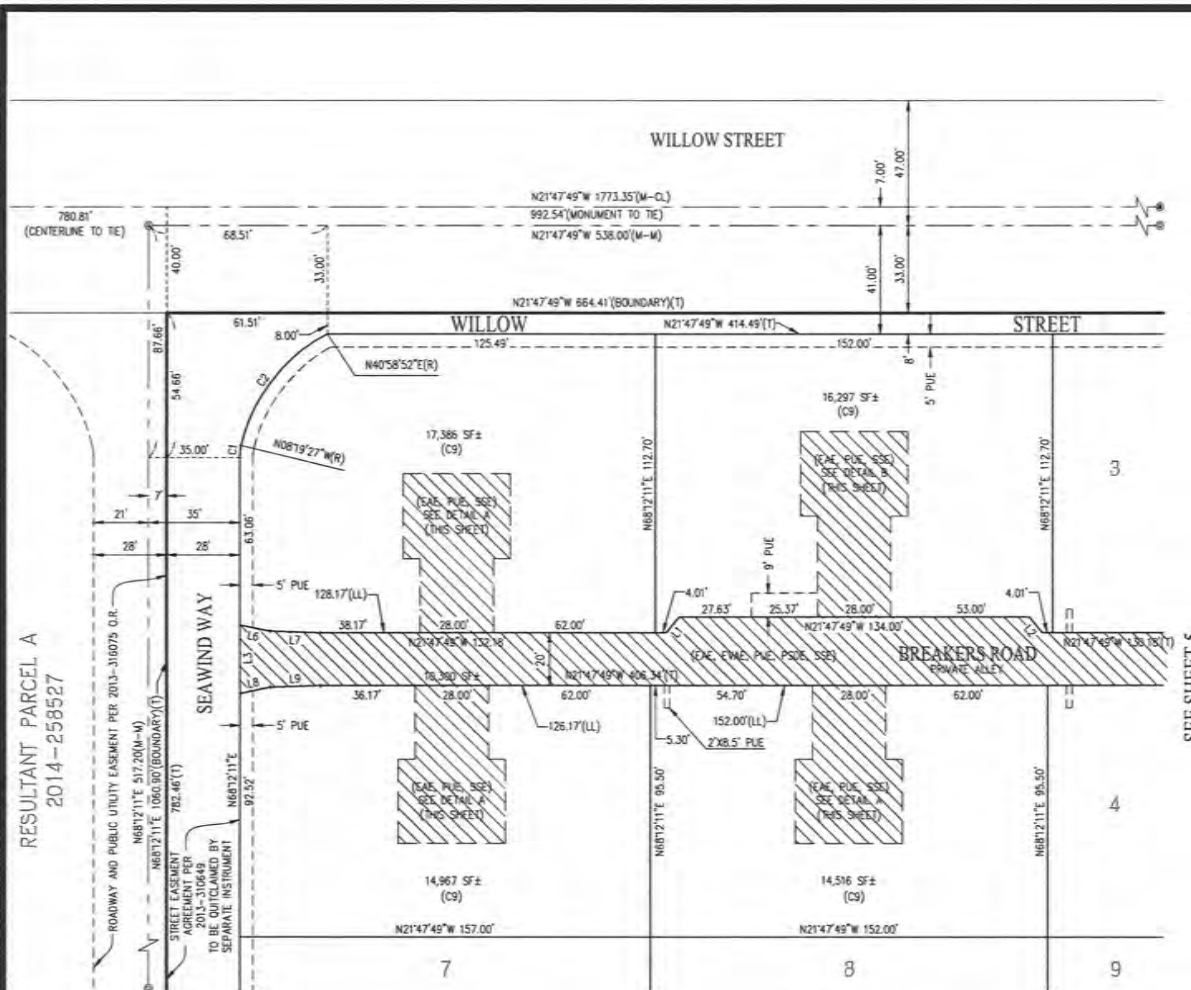 WILLOW STREET
7.00'
47.00'
N21°47'49"W 1773.35'(M-CL)
780.81'
(CENTERLINE TO TIE)
992.54'(MONUMENT TO TIE)
68.51'
N21°47'49"W 538.00'(M-M)
40.00'
33.00'
41.00'
33.00'
N21°47'49"W 664.41'(BOUNDARY)(T)
61.51'
WILLOW
N21°47'49"W 414.49'(T)
STREET
8.00'
125.49'
152.00'
8'
5' PUE
87.66'
54.66'
C2
N40°58'52"E(R)
16,297 SF±
(C9)
17,386 SF±
(C9)
C1
N08°19'27"W(R)
35.00'
N68°12'11"E 112.70'
N68°12'11"E 112.70'
3
(EAE, PUE, SSE)
SEE DETAIL B
(THIS SHEET)
(EAE, PUE, SSE)
SEE DETAIL A
(THIS SHEET)
7'
21'
35'
28'
28'
63.06'
5' PUE
9' PUE
128.17'(LL)
4.01'
4.01'
27.63'
25.37'
28.00'
53.00'
L6
L7
38.17'
28.00'
62.00'
L2
N21°47'49"W 134.00'
N21°47'49"W 132.18'
L3
20'
(EAE, EVAE, PUE, PSDE, SSE)
BREAKERS ROAD
PRIVATE ALLEY
10,300 SF±
N21°47'49"W 406.34'(T)
L8
L9
36.17'
28.00'
62.00'
54.70'
28.00'
62.00'
126.17'(LL)
152.00'(LL)
5.30'
2'X8.5' PUE
5' PUE
SEAWIND WAY
RESULTANT PARCEL A
2014-258527
ROADWAY AND PUBLIC UTILITY EASEMENT PER 2013-316075 O.R.
N68°12'11"E 517.20'(M-M)
N68°12'11"E 1060.90'(BOUNDARY)(T)
782.46'(T)
STREET EASEMENT
AGREEMENT PER
2013-310649
TO BE QUITCLAIMED BY
SEPARATE INSTRUMENT
N68°12'11"E
92.52'
(EAE, PUE, SSE)
SEE DETAIL A
(THIS SHEET)
(EAE, PUE, SSE)
SEE DETAIL A
(THIS SHEET)
N68°12'11"E 95.50'
N68°12'11"E 95.50'
4
14,967 SF±
(C9)
14,516 SF±
(C9)
N21°47'49"W 157.00'
N21°47'49"W 152.00'
7
8
9